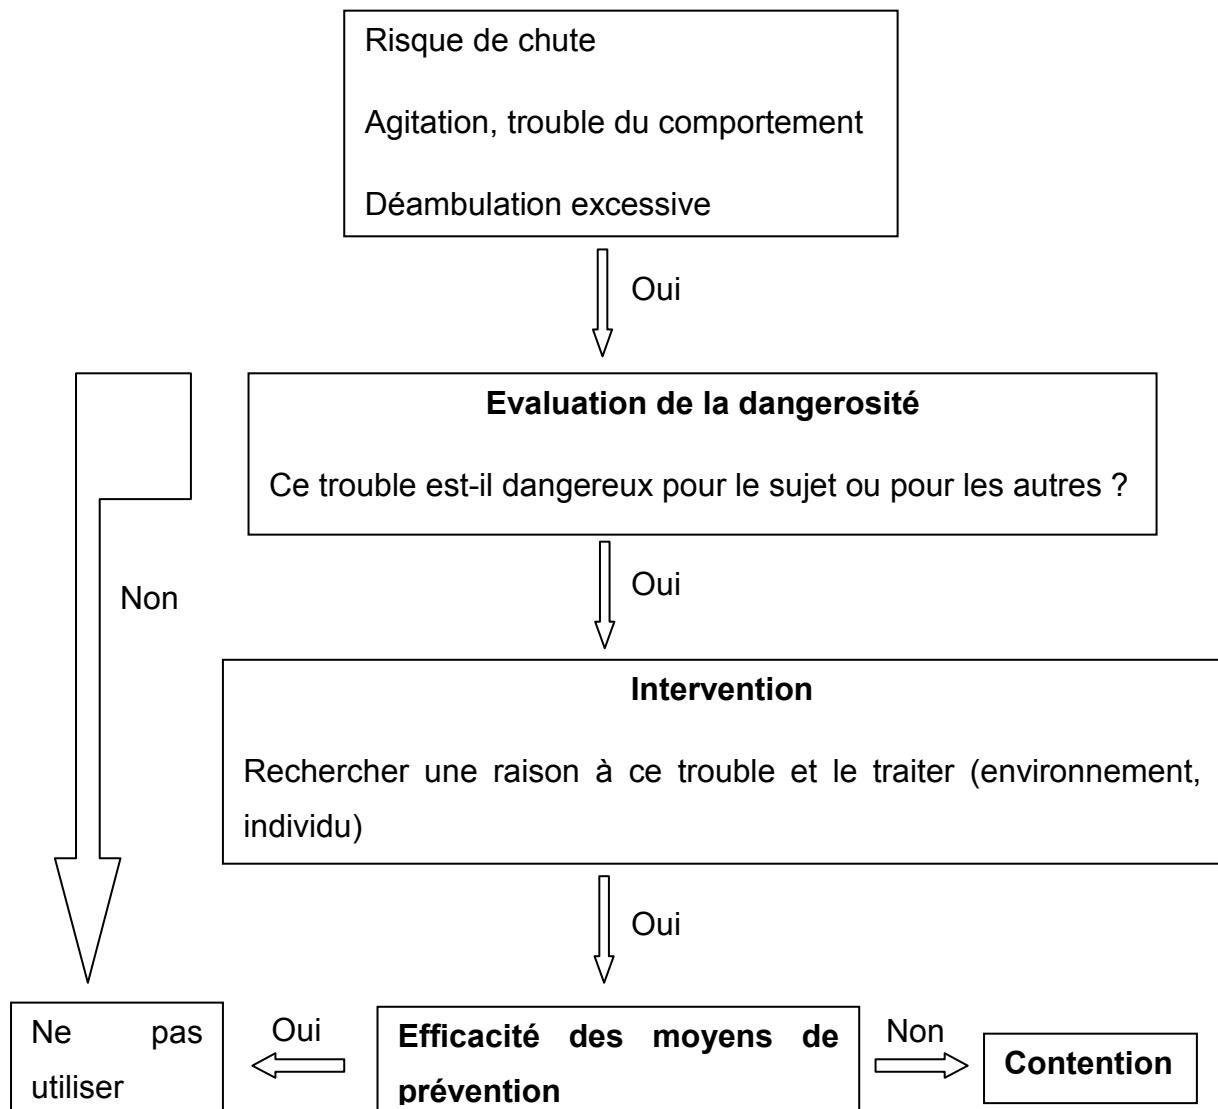 Risque de chute
Agitation, trouble du comportement
Déambulation excessive
Oui
Evaluation de la dangerosité
Ce trouble est-il dangereux pour le sujet ou pour les autres ?
Non
Oui
Intervention
Rechercher une raison à ce trouble et le traiter (environnement,
individu)
Oui
Ne pas
utiliser
Oui
Efficacité des moyens de
prévention
Non
Contention